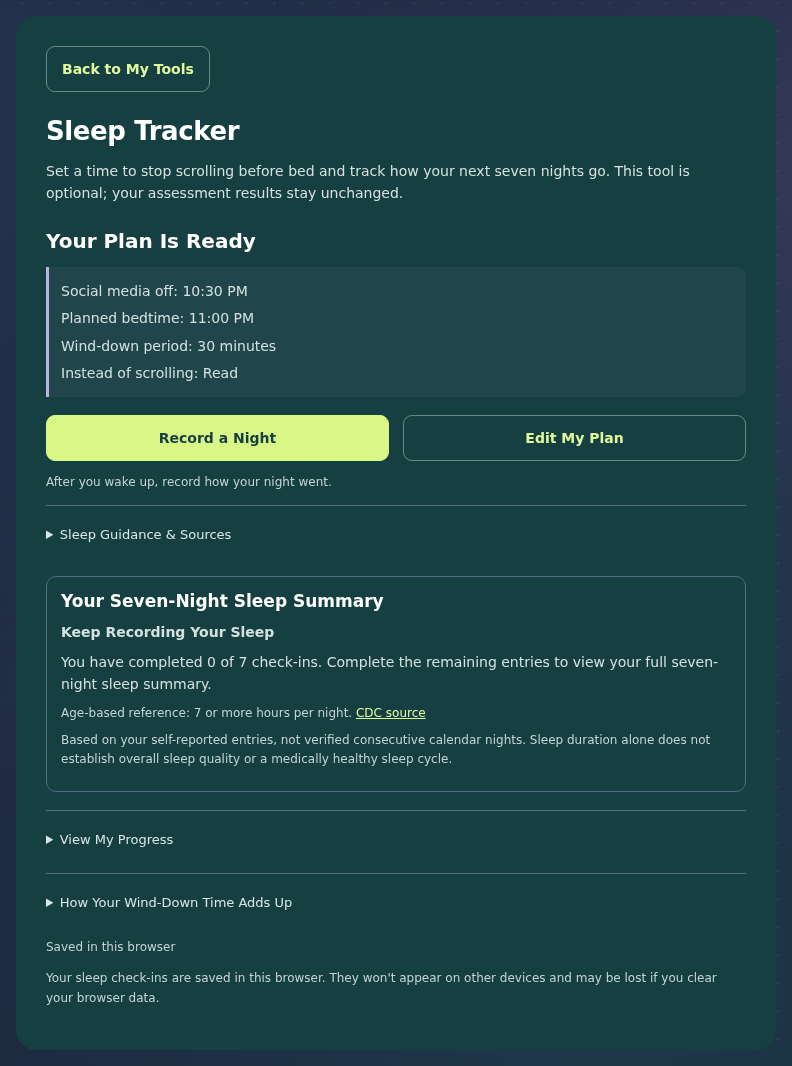 Back to My Tools
Sleep Tracker
Set a time to stop scrolling before bed and track how your next seven nights go. This tool is
optional; your assessment results stay unchanged.
Your Plan Is Ready
Social media off: 10:30 PM
Planned bedtime: 11:00 PM
Wind-down period: 30 minutes
Instead of scrolling: Read
Record a Night
Edit My Plan
After you wake up, record how your night went.
Sleep Guidance & Sources
Your Seven-Night Sleep Summary
Keep Recording Your Sleep
You have completed 0 of 7 check-ins. Complete the remaining entries to view your full seven-
night sleep summary.
Age-based reference: 7 or more hours per night. CDC source
Based on your self-reported entries, not verified consecutive calendar nights. Sleep duration alone does not
establish overall sleep quality or a medically healthy sleep cycle.
View My Progress
How Your Wind-Down Time Adds Up
Saved in this browser
Your sleep check-ins are saved in this browser. They won't appear on other devices and may be lost if you clear
your browser data.